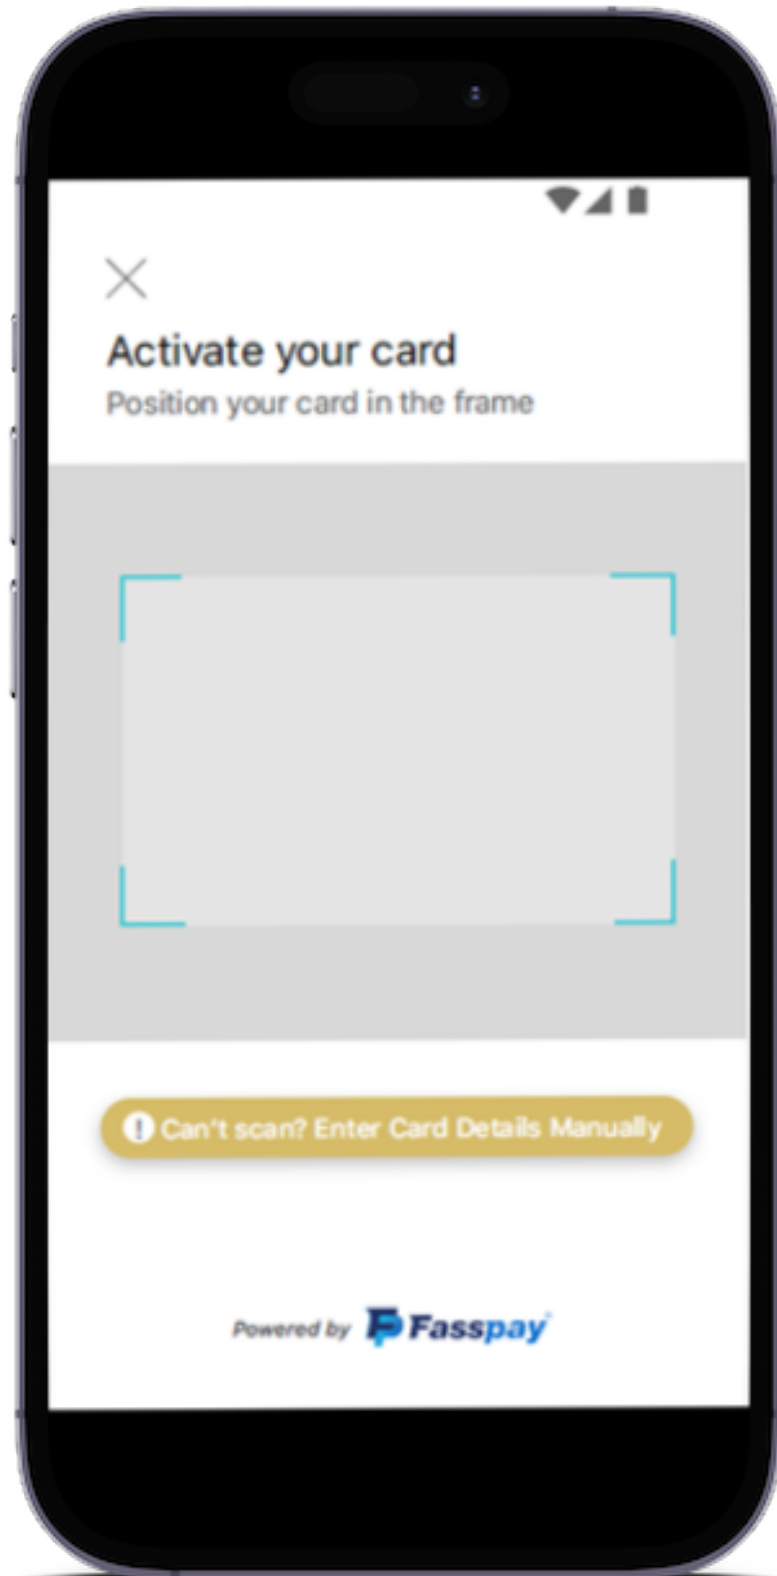 Activate your card
Position your card in the frame
! Can't scan? Enter Card Details Manually
Powered by Fasspay